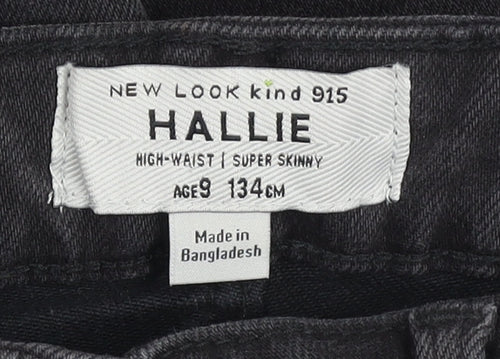 NEW LOOK kind 915
HALLIE
HIGH-WAIST | SUPER SKINNY
AGE9 134CM
Made in
Bangladesh